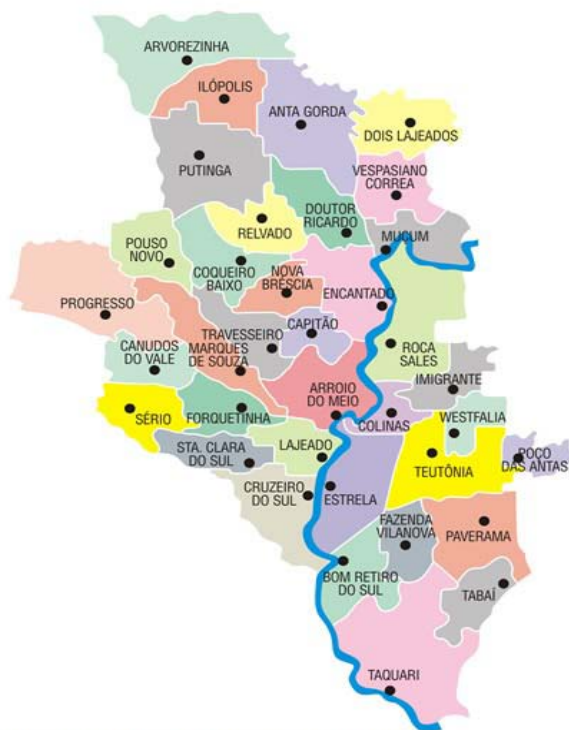 ARVOREZINHA
ILÓPOLIS
ANTA GORDA
DOIS LAJEADOS
PUTINGA
VESPASIANO
CORREA
DOUTOR
RICARDO
RELVADO
MUCUM
POUSO
NOVO
COQUEIRO
BAIXO
NOVA
BRÉSCIA
ENCANTADO
PROGRESSO
TRAVESSEIRO
CAPITÃO
CANUDOS
DO VALE
MARQUES
DE SOUZA
ROCA
SALES
IMIGRANTE
ARROIO
DO MEIO
SÉRIO
FORQUETINHA
COLINAS
WESTFALIA
STA. CLARA
DO SUL
LAJEADO
TEUTÔNIA
POÇO
DAS ANTAS
CRUZEIRO
DO SUL
ESTRELA
FAZENDA
VILANOVA
PAVERAMA
BOM RETIRO
DO SUL
TABAÍ
TAQUARI